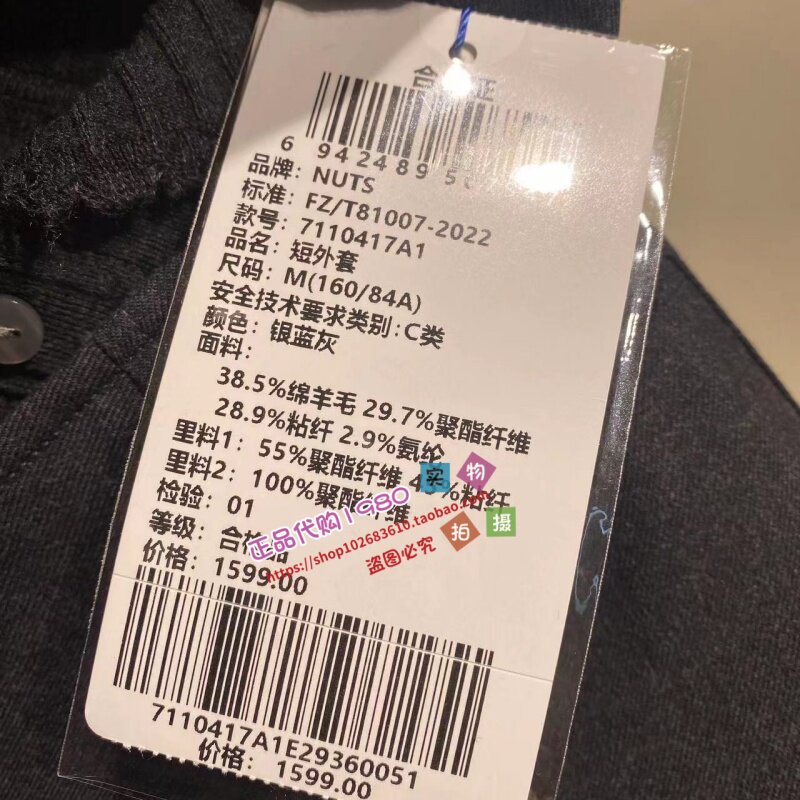 合格证
6 942489 5
品牌: NUTS
标准: FZ/T81007-2022
款号: 7110417A1
品名: 短外套
尺码: M(160/84A)
安全技术要求类别:C类
颜色: 银蓝灰
面料:
38.5%绵羊毛 29.7%聚酯纤维
28.9%粘纤 2.9%氨纶
里料1: 55%聚酯纤维 4 %粘纤
里料2: 100%聚酯纤维
检验: 01
等级: 合格品
价格: 1599.00
实物
拍摄
正品代购1980
https://shop102683610.taobao.com
盗图必究
7110417A1E29360051
价格: 1599.00